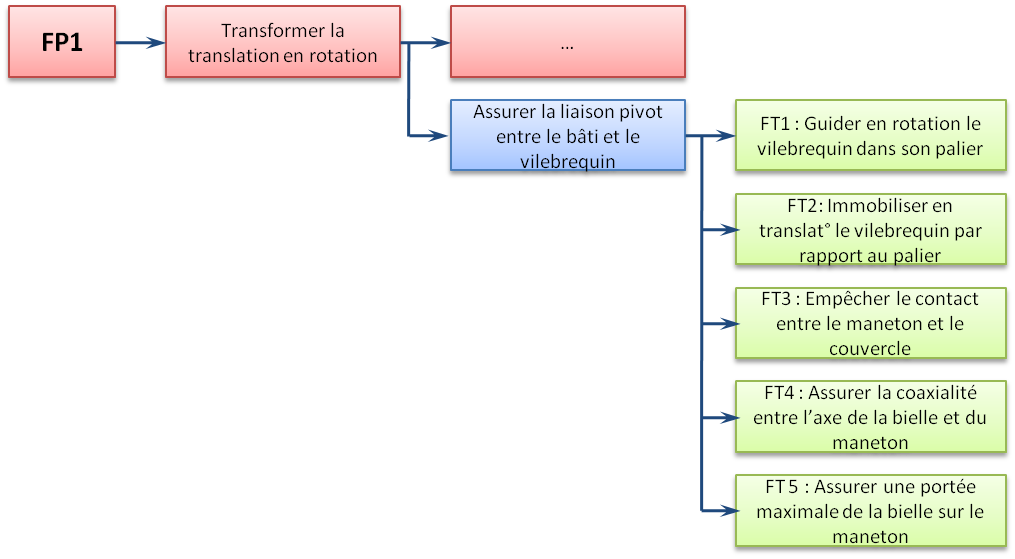 FP1
Transformer la
translation en rotation
...
Assurer la liaison pivot
entre le bâti et le
vilebrequin
FT1 : Guider en rotation le
vilebrequin dans son palier
FT2: Immobiliser en
translat° le vilebrequin par
rapport au palier
FT3 : Empêcher le contact
entre le maneton et le
couvercle
FT4 : Assurer la coaxialité
entre l’axe de la bielle et du
maneton
FT 5 : Assurer une portée
maximale de la bielle sur le
maneton